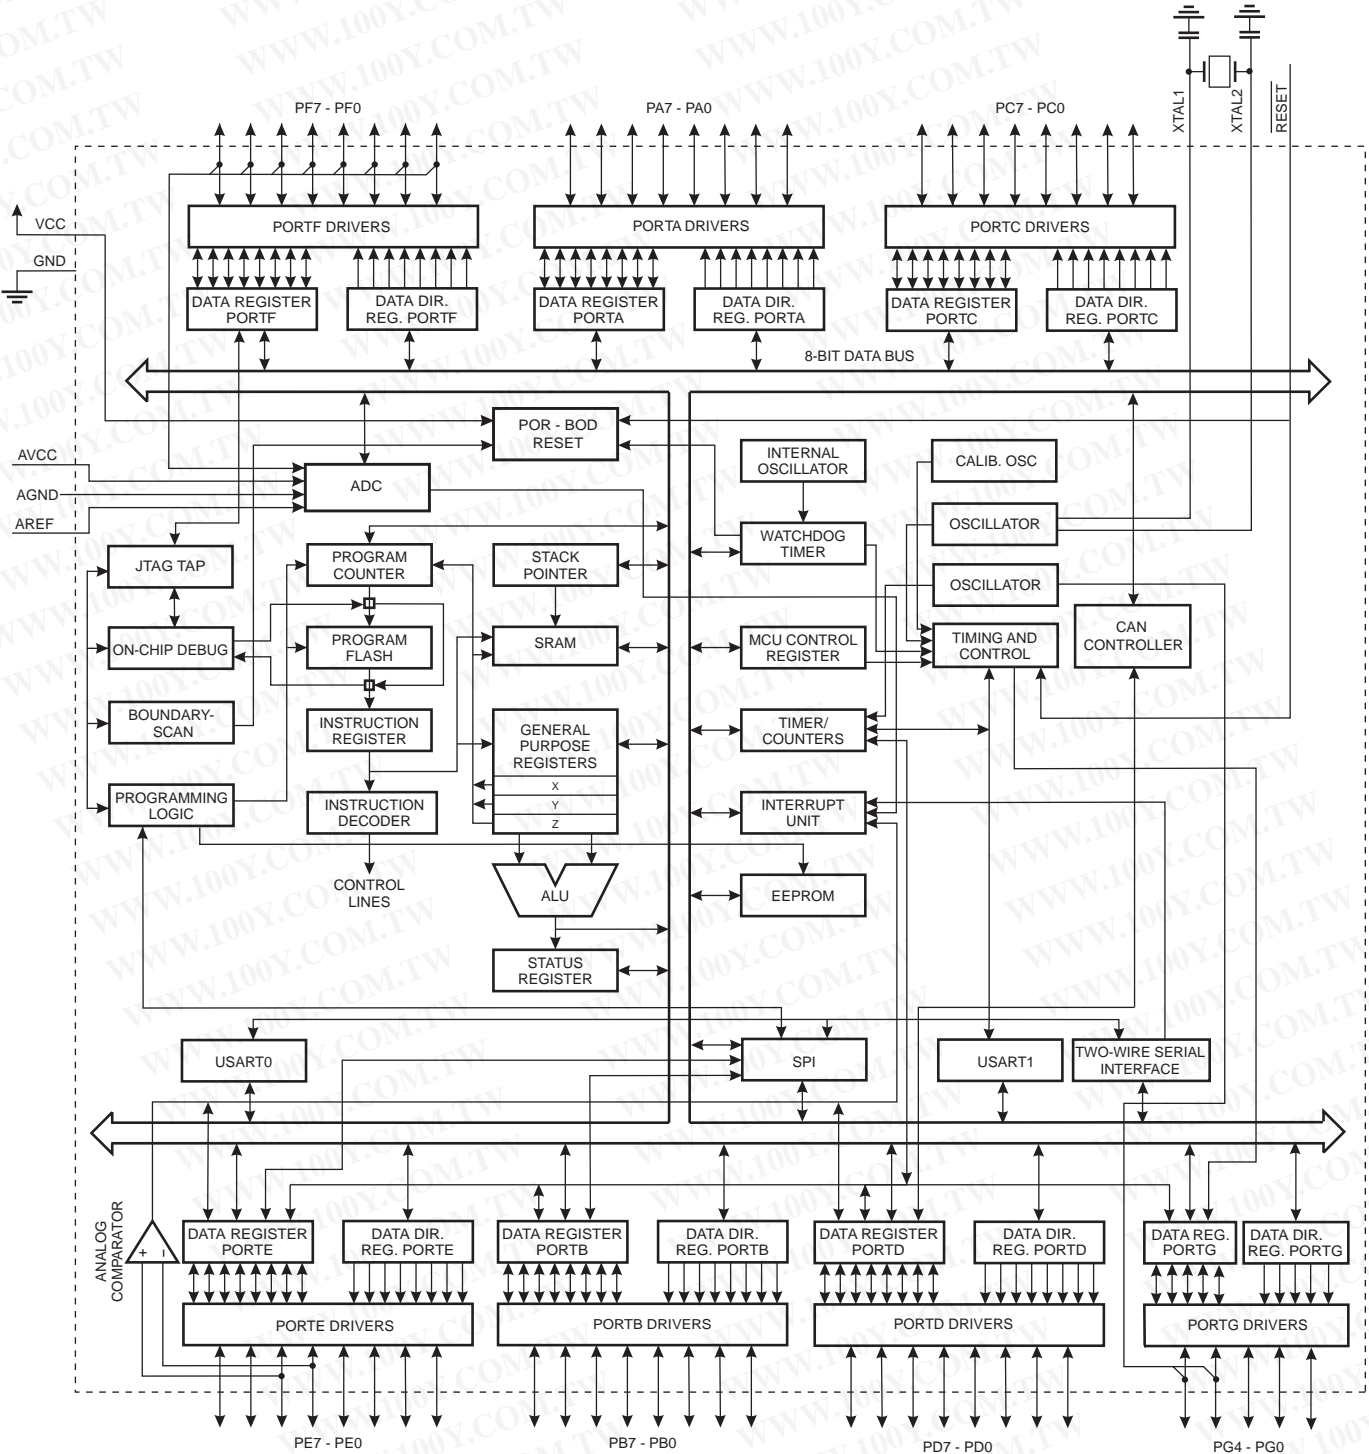 XTAL1
XTAL2
RESET
PF7 - PF0
PA7 - PA0
PC7 - PC0
VCC
GND
PORTF DRIVERS
PORTA DRIVERS
PORTC DRIVERS
DATA REGISTER
PORTF
DATA DIR.
REG. PORTF
DATA REGISTER
PORTA
DATA DIR.
REG. PORTA
DATA REGISTER
PORTC
DATA DIR.
REG. PORTC
8-BIT DATA BUS
POR - BOD
RESET
INTERNAL
OSCILLATOR
CALIB. OSC
AVCC
AGND
AREF
ADC
OSCILLATOR
WATCHDOG
TIMER
JTAG TAP
PROGRAM
COUNTER
STACK
POINTER
OSCILLATOR
ON-CHIP DEBUG
PROGRAM
FLASH
SRAM
MCU CONTROL
REGISTER
TIMING AND
CONTROL
CAN
CONTROLLER
BOUNDARY-
SCAN
INSTRUCTION
REGISTER
GENERAL
PURPOSE
REGISTERS
X
Y
Z
TIMER/
COUNTERS
PROGRAMMING
LOGIC
INSTRUCTION
DECODER
INTERRUPT
UNIT
CONTROL
LINES
ALU
EEPROM
STATUS
REGISTER
USART0
SPI
USART1
TWO-WIRE SERIAL
INTERFACE
ANALOG
COMPARATOR
+
–
DATA REGISTER
PORTE
DATA DIR.
REG. PORTE
DATA REGISTER
PORTB
DATA DIR.
REG. PORTB
DATA REGISTER
PORTD
DATA DIR.
REG. PORTD
DATA REG.
PORTG
DATA DIR.
REG. PORTG
PORTE DRIVERS
PORTB DRIVERS
PORTD DRIVERS
PORTG DRIVERS
PE7 - PE0
PB7 - PB0
PD7 - PD0
PG4 - PG0
WWW.100Y.COM.TW